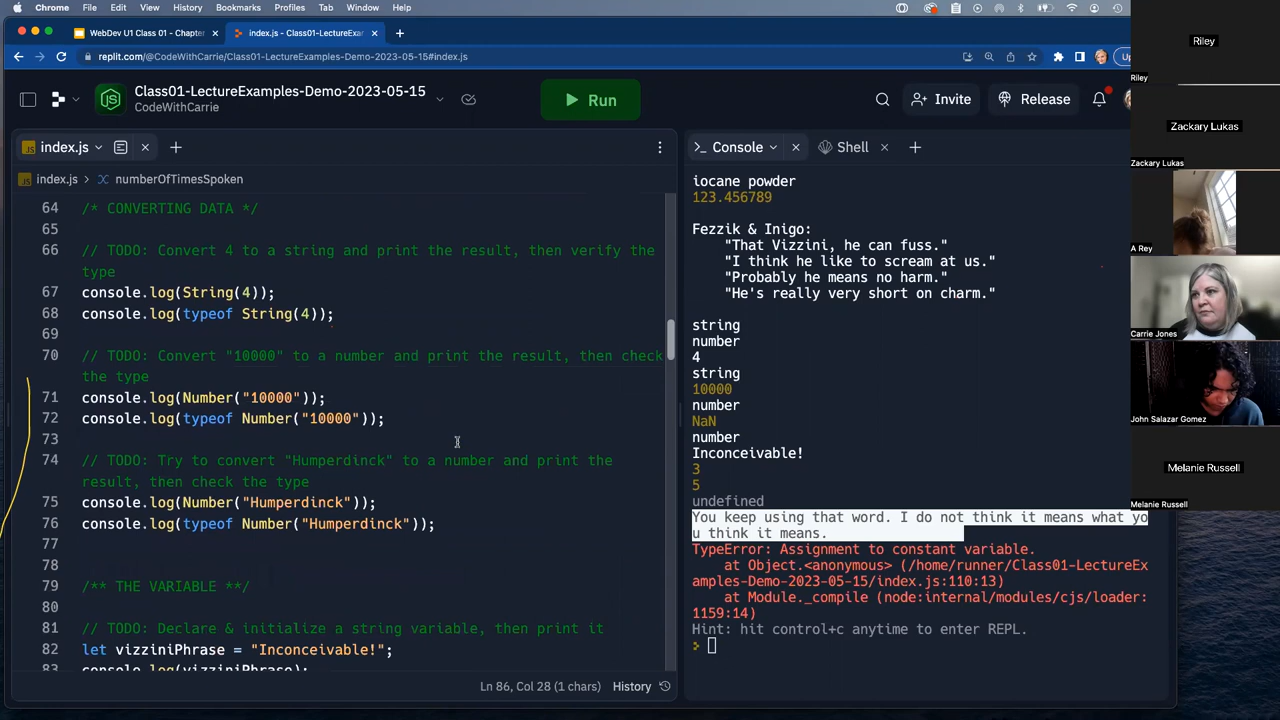 Chrome File Edit View History Bookmarks Profiles Tab Window Help
WebDev U1 Class 01 - Chapter
index.js - Class01-LectureExa
replit.com/@CodeWithCarrie/Class01-LectureExamples-Demo-2023-05-15#index.js
Up
Class01-LectureExamples-Demo-2023-05-15
CodeWithCarrie
Run
Invite
Release
index.js
index.js > numberOfTimesSpoken
64 /* CONVERTING DATA */
65
66 // TODO: Convert 4 to a string and print the result, then verify the
type
67 console.log(String(4));
68 console.log(typeof String(4));
69
70 // TODO: Convert "10000" to a number and print the result, then check
the type
71 console.log(Number("10000"));
72 console.log(typeof Number("10000"));
73
74 // TODO: Try to convert "Humperdinck" to a number and print the
result, then check the type
75 console.log(Number("Humperdinck"));
76 console.log(typeof Number("Humperdinck"));
77
78
79 /** THE VARIABLE **/
80
81 // TODO: Declare & initialize a string variable, then print it
82 let vizziniPhrase = "Inconceivable!";
83 console.log(vizziniPhrase);
Ln 86, Col 28 (1 chars)
History
Console
Shell
iocane powder
123.456789
Fezzik & Inigo:
"That Vizzini, he can fuss."
"I think he like to scream at us."
"Probably he means no harm."
"He's really very short on charm."
string
number
4
string
10000
number
NaN
number
Inconceivable!
3
5
undefined
You keep using that word. I do not think it means what yo
u think it means.
TypeError: Assignment to constant variable.
at Object.<anonymous> (/home/runner/Class01-LectureEx
amples-Demo-2023-05-15/index.js:110:13)
at Module._compile (node:internal/modules/cjs/loader:
1159:14)
Hint: hit control+c anytime to enter REPL.
>
Riley
Riley
Zackary Lukas
Zackary Lukas
A Rey
Carrie Jones
John Salazar Gomez
Melanie Russell
Melanie Russell